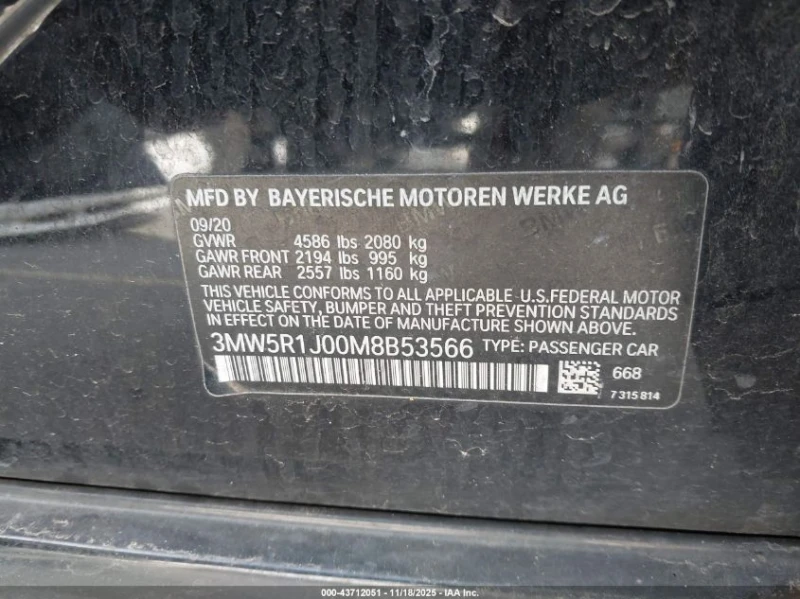 MFD BY BAYERISCHE MOTOREN WERKE AG
09/20
GVWR 4586 lbs 2080 kg
GAWR FRONT 2194 lbs 995 kg
GAWR REAR 2557 lbs 1160 kg
THIS VEHICLE CONFORMS TO ALL APPLICABLE U.S.FEDERAL MOTOR
VEHICLE SAFETY, BUMPER AND THEFT PREVENTION STANDARDS
IN EFFECT ON THE DATE OF MANUFACTURE SHOWN ABOVE.
3MW5R1J00M8B53566 TYPE: PASSENGER CAR
668
7 315 814
000-43712051 - 11/18/2025 - IAA Inc.